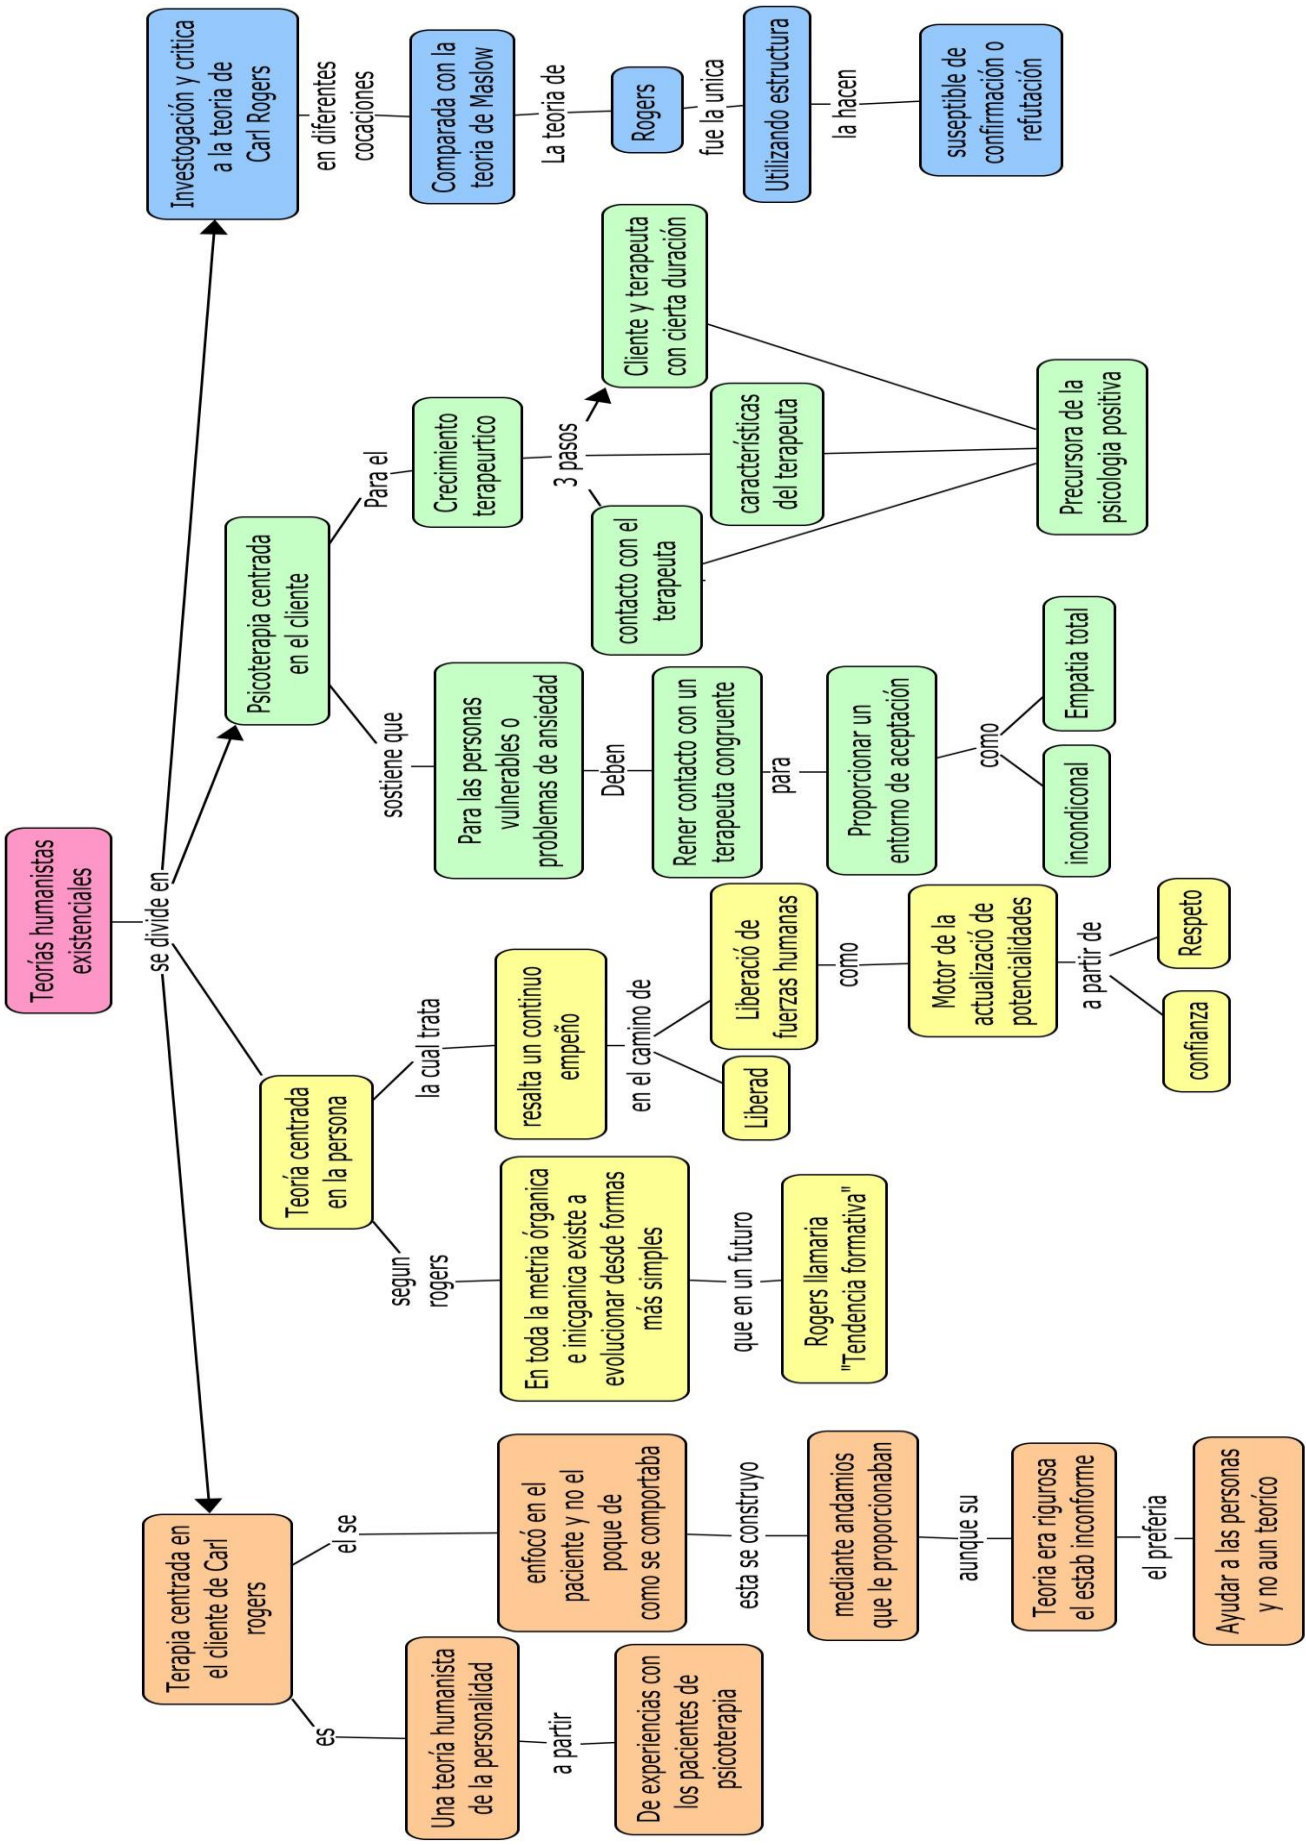 Teorías humanistas
existenciales
se divide en
Terapia centrada en
el cliente de Carl
rogers
es
Una teoría humanista
de la personalidad
a partir
De experiencias con
los pacientes de
psicoterapia
el se
enfocó en el
paciente y no el
poque de
como se comportaba
esta se construyo
mediante andamios
que le proporcionaban
aunque su
Teoria era rigurosa
el estab inconforme
el preferia
Ayudar a las personas
y no aun teoríco
Teoría centrada
en la persona
segun
rogers
En toda la metria órganica
e inicganica existe a
evolucionar desde formas
más simples
que en un futuro
Rogers llamaria
"Tendencia formativa"
la cual trata
resalta un continuo
empeño
en el camino de
Liberad
Liberació de
fuerzas humanas
como
Motor de la
actualizació de
potencialidades
a partir de
confianza
Respeto
Psicoterapia centrada
en el cliente
sostiene que
Para las personas
vulnerables o
problemas de ansiedad
Deben
Rener contacto con un
terapeuta congruente
para
Proporcionar un
entorno de aceptación
como
incondiconal
Empatia total
Para el
Crecimiento
terapeurtico
3 pasos
contacto con el
terapeuta
características
del terapeuta
Cliente y terapeuta
con cierta duración
Precursora de la
psicologia positiva
Investogación y critica
a la teoria de
Carl Rogers
en diferentes
cocaciones
Comparada con la
teoria de Maslow
La teoria de
Rogers
fue la unica
Utilizando estructura
la hacen
suseptible de
confirmación o
refutación